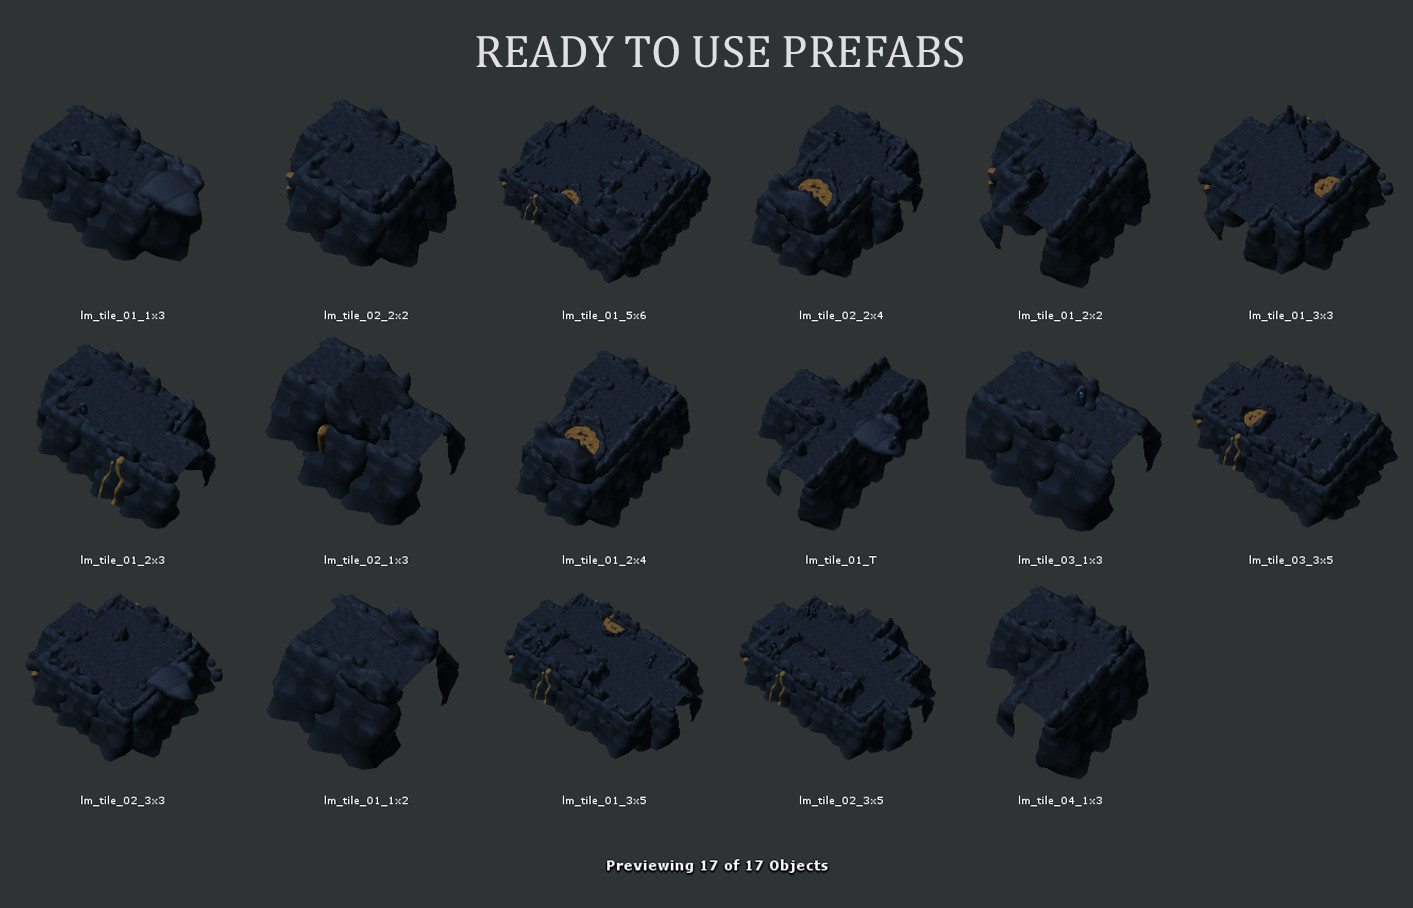 READY TO USE PREFABS
lm_tile_01_1x3
lm_tile_02_2x2
lm_tile_01_5x6
lm_tile_02_2x4
lm_tile_01_2x2
lm_tile_01_3x3
lm_tile_01_2x3
lm_tile_02_1x3
lm_tile_01_2x4
lm_tile_01_T
lm_tile_03_1x3
lm_tile_03_3x5
lm_tile_02_3x3
lm_tile_01_1x2
lm_tile_01_3x5
lm_tile_02_3x5
lm_tile_04_1x3
Previewing 17 of 17 Objects